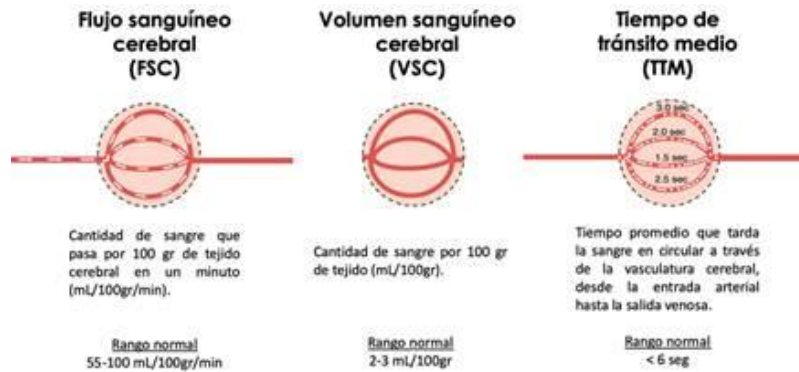 Flujo sanguíneo
cerebral
(FSC)
Cantidad de sangre que
pasa por 100 gr de tejido
cerebral en un minuto
(mL/100gr/min).
Rango normal
55-100 mL/100gr/min
Volumen sanguíneo
cerebral
(VSC)
Cantidad de sangre por 100 gr
de tejido (mL/100gr).
Rango normal
2-3 mL/100gr
Tiempo de
tránsito medio
(TTM)
3.0 sec
2.0 sec
1.5 sec
2.5 sec
Tiempo promedio que tarda
la sangre en circular a través
de la vasculatura cerebral,
desde la entrada arterial
hasta la salida venosa.
Rango normal
< 6 seg